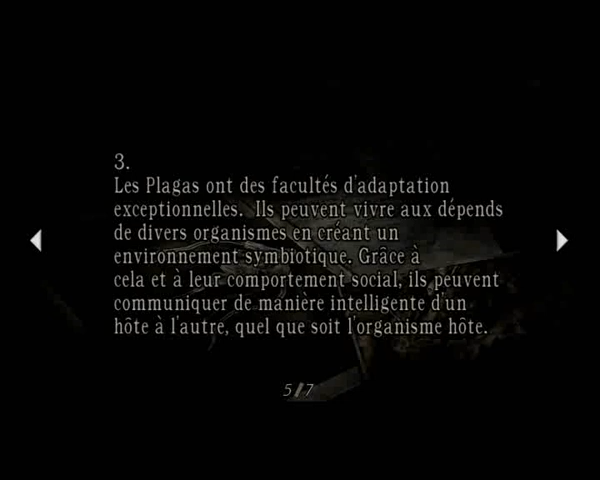 3.
Les Plagas ont des facultés d'adaptation
exceptionnelles. Ils peuvent vivre aux dépends
de divers organismes en créant un
environnement symbiotique. Grâce à
cela et à leur comportement social, ils peuvent
communiquer de manière intelligente d'un
hôte à l'autre, quel que soit l'organisme hôte.
5/7